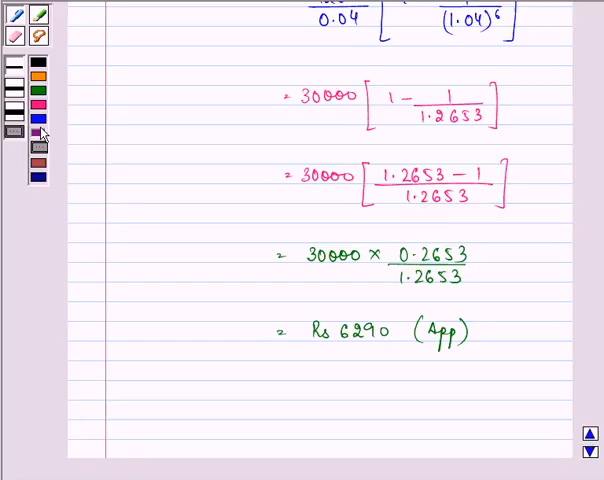 0.04 [ (1.04)^6 ]
= 30000 [ 1 - 1/1.2653 ]
= 30000 [ 1.2653 - 1/1.2653 ]
= 30000 × 0.2653/1.2653
= Rs 6290 (App)